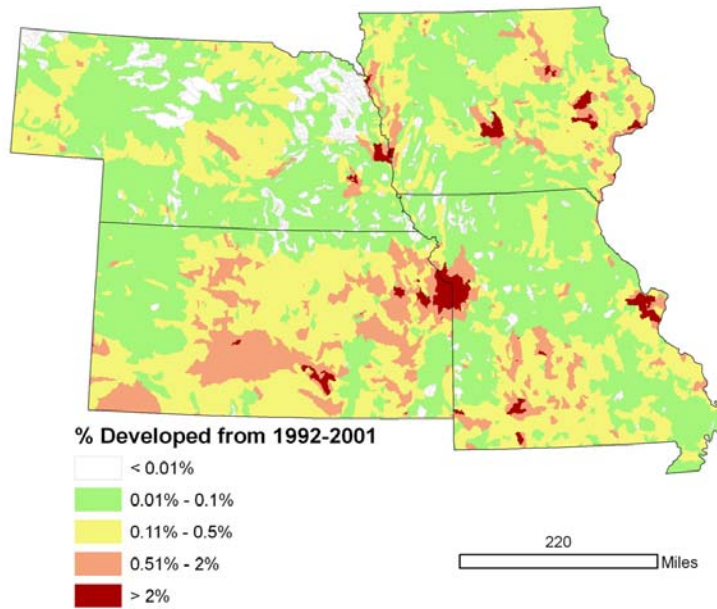 % Developed from 1992-2001
< 0.01%
0.01% - 0.1%
0.11% - 0.5%
0.51% - 2%
> 2%
220
Miles